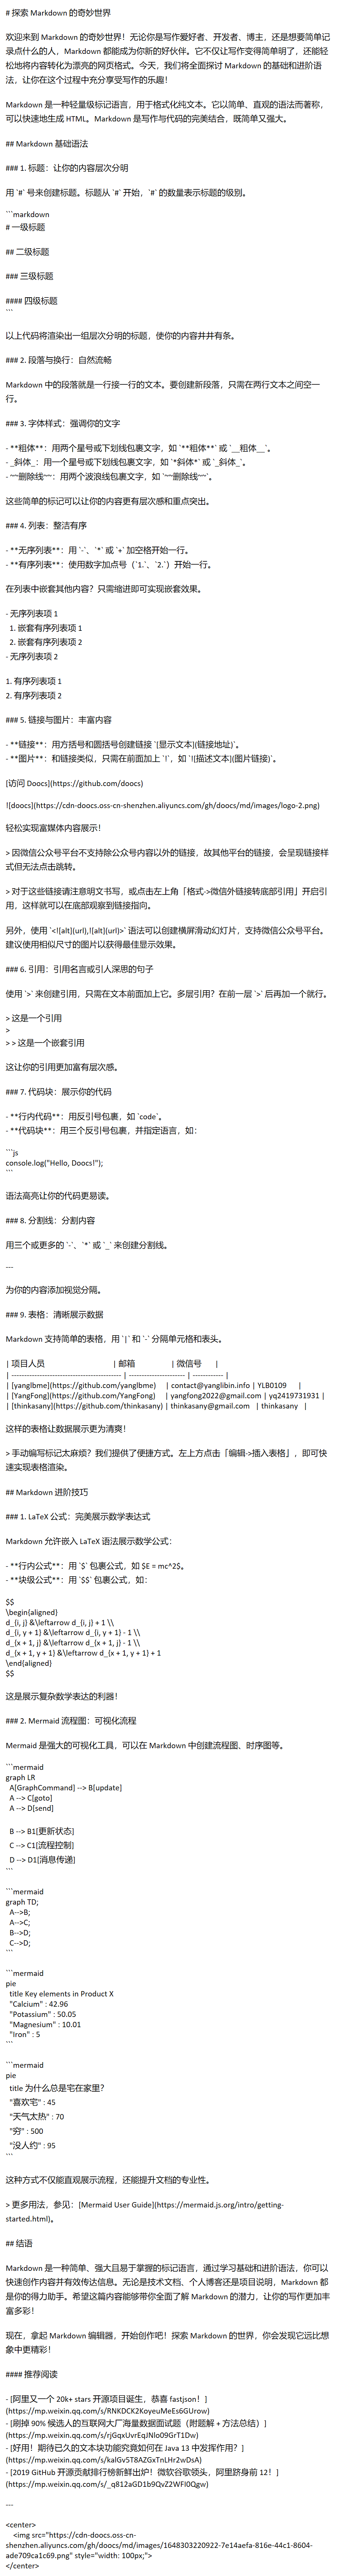 # 探索 Markdown 的奇妙世界
欢迎来到 Markdown 的奇妙世界！无论你是写作爱好者、开发者、博主，还是想要简单记
录点什么的人，Markdown 都能成为你新的好伙伴。它不仅让写作变得简单明了，还能轻
松地将内容转化为漂亮的网页格式。今天，我们将全面探讨 Markdown 的基础和进阶语
法，让你在这个过程中充分享受写作的乐趣！
Markdown 是一种轻量级标记语言，用于格式化纯文本。它以简单、直观的语法而著称，
可以快速地生成 HTML。Markdown 是写作与代码的完美结合，既简单又强大。
## Markdown 基础语法
### 1. 标题：让你的内容层次分明
用 `#` 号来创建标题。标题从 `#` 开始，`#` 的数量表示标题的级别。
```markdown
# 一级标题
## 二级标题
### 三级标题
#### 四级标题
```
以上代码将渲染出一组层次分明的标题，使你的内容井井有条。
### 2. 段落与换行：自然流畅
Markdown 中的段落就是一行接一行的文本。要创建新段落，只需在两行文本之间空一
行。
### 3. 字体样式：强调你的文字
- **粗体**：用两个星号或下划线包裹文字，如 `**粗体**` 或 `__粗体__`。
- _斜体_：用一个星号或下划线包裹文字，如 `*斜体*` 或 `_斜体_`。
- ~~删除线~~：用两个波浪线包裹文字，如 `~~删除线~~`。
这些简单的标记可以让你的内容更有层次感和重点突出。
### 4. 列表：整洁有序
- **无序列表**：用 `-`、`*` 或 `+` 加空格开始一行。
- **有序列表**：使用数字加点号（`1.`、`2.`）开始一行。
在列表中嵌套其他内容？只需缩进即可实现嵌套效果。
- 无序列表项 1
1. 嵌套有序列表项 1
2. 嵌套有序列表项 2
- 无序列表项 2
1. 有序列表项 1
2. 有序列表项 2
### 5. 链接与图片：丰富内容
- **链接**：用方括号和圆括号创建链接 `[显示文本](链接地址)`。
- **图片**：和链接类似，只需在前面加上 `!`，如 `![描述文本](图片链接)`。
[访问 Doocs](https://github.com/doocs)
![doocs](https://cdn-doocs.oss-cn-shenzhen.aliyuncs.com/gh/doocs/md/images/logo-2.png)
轻松实现富媒体内容展示！
> 因微信公众号平台不支持除公众号内容以外的链接，故其他平台的链接，会呈现链接样
式但无法点击跳转。
> 对于这些链接请注意明文书写，或点击左上角「格式->微信外链接转底部引用」开启引
用，这样就可以在底部观察到链接指向。
另外，使用 `<![alt](url),![alt](url)>` 语法可以创建横屏滑动幻灯片，支持微信公众号平台。
建议使用相似尺寸的图片以获得最佳显示效果。
### 6. 引用：引用名言或引人深思的句子
使用 `>` 来创建引用，只需在文本前面加上它。多层引用？在前一层 `>` 后再加一个就行。
> 这是一个引用
>
> > 这是一个嵌套引用
这让你的引用更加富有层次感。
### 7. 代码块：展示你的代码
- **行内代码**：用反引号包裹，如 `code`。
- **代码块**：用三个反引号包裹，并指定语言，如：
```js
console.log("Hello, Doocs!");
```
语法高亮让你的代码更易读。
### 8. 分割线：分割内容
用三个或更多的 `-`、`*` 或 `_` 来创建分割线。
---
为你的内容添加视觉分隔。
### 9. 表格：清晰展示数据
Markdown 支持简单的表格，用 `|` 和 `-` 分隔单元格和表头。
| 项目人员 | 邮箱 | 微信号 |
| ------------------------------------------- | ---------------------- | ------------ |
| [yanglbme](https://github.com/yanglbme) | contact@yanglibin.info | YLB0109 |
| [YangFong](https://github.com/YangFong) | yangfong2022@gmail.com | yq2419731931 |
| [thinkasany](https://github.com/thinkasany) | thinkasany@gmail.com | thinkasany |
这样的表格让数据展示更为清爽！
> 手动编写标记太麻烦？我们提供了便捷方式。左上方点击「编辑->插入表格」，即可快
速实现表格渲染。
## Markdown 进阶技巧
### 1. LaTeX 公式：完美展示数学表达式
Markdown 允许嵌入 LaTeX 语法展示数学公式：
- **行内公式**：用 `$` 包裹公式，如 $E = mc^2$。
- **块级公式**：用 `$$` 包裹公式，如：
$$
\begin{aligned}
d_{i, j} &\leftarrow d_{i, j} + 1 \\
d_{i, y + 1} &\leftarrow d_{i, y + 1} - 1 \\
d_{x + 1, j} &\leftarrow d_{x + 1, j} - 1 \\
d_{x + 1, y + 1} &\leftarrow d_{x + 1, y + 1} + 1
\end{aligned}
$$
这是展示复杂数学表达的利器！
### 2. Mermaid 流程图：可视化流程
Mermaid 是强大的可视化工具，可以在 Markdown 中创建流程图、时序图等。
```mermaid
graph LR
A[GraphCommand] --> B[update]
A --> C[goto]
A --> D[send]
B --> B1[更新状态]
C --> C1[流程控制]
D --> D1[消息传递]
```
```mermaid
graph TD;
A-->B;
A-->C;
B-->D;
C-->D;
```
```mermaid
pie
title Key elements in Product X
"Calcium" : 42.96
"Potassium" : 50.05
"Magnesium" : 10.01
"Iron" : 5
```
```mermaid
pie
title 为什么总是宅在家里？
"喜欢宅" : 45
"天气太热" : 70
"穷" : 500
"没人约" : 95
```
这种方式不仅能直观展示流程，还能提升文档的专业性。
> 更多用法，参见：[Mermaid User Guide](https://mermaid.js.org/intro/getting-
started.html)。
## 结语
Markdown 是一种简单、强大且易于掌握的标记语言，通过学习基础和进阶语法，你可以
快速创作内容并有效传达信息。无论是技术文档、个人博客还是项目说明，Markdown 都
是你的得力助手。希望这篇内容能够带你全面了解 Markdown 的潜力，让你的写作更加丰
富多彩！
现在，拿起 Markdown 编辑器，开始创作吧！探索 Markdown 的世界，你会发现它远比想
象中更精彩！
#### 推荐阅读
- [阿里又一个 20k+ stars 开源项目诞生，恭喜 fastjson！]
(https://mp.weixin.qq.com/s/RNKDCK2KoyeuMeEs6GUrow)
- [刷掉 90% 候选人的互联网大厂海量数据面试题（附题解 + 方法总结）]
(https://mp.weixin.qq.com/s/rjGqxUvrEqJNlo09GrT1Dw)
- [好用！期待已久的文本块功能究竟如何在 Java 13 中发挥作用？]
(https://mp.weixin.qq.com/s/kalGv5T8AZGxTnLHr2wDsA)
- [2019 GitHub 开源贡献排行榜新鲜出炉！微软谷歌领头，阿里跻身前 12！]
(https://mp.weixin.qq.com/s/_q812aGD1b9QvZ2WFI0Qgw)
---
<center>
<img src="https://cdn-doocs.oss-cn-
shenzhen.aliyuncs.com/gh/doocs/md/images/1648303220922-7e14aefa-816e-44c1-8604-
ade709ca1c69.png" style="width: 100px;">
</center>